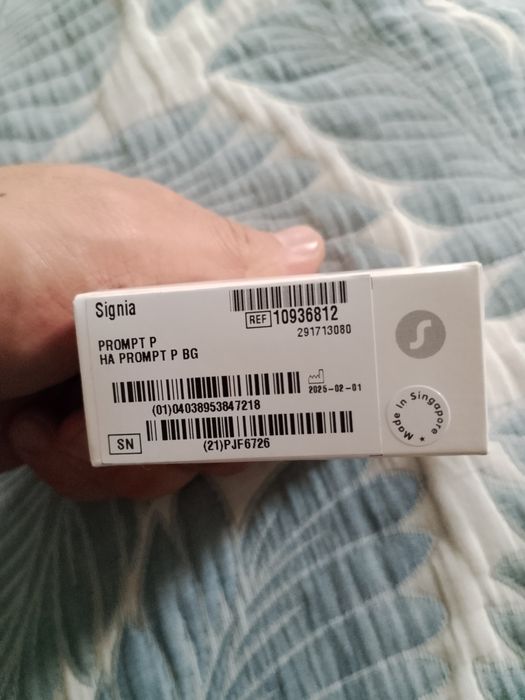 Signia
REF 10936812
291713080
PROMPT P
HA PROMPT P BG
2025-02-01
(01)04038953847218
SN
(21)PJF6726
Made in Singapore